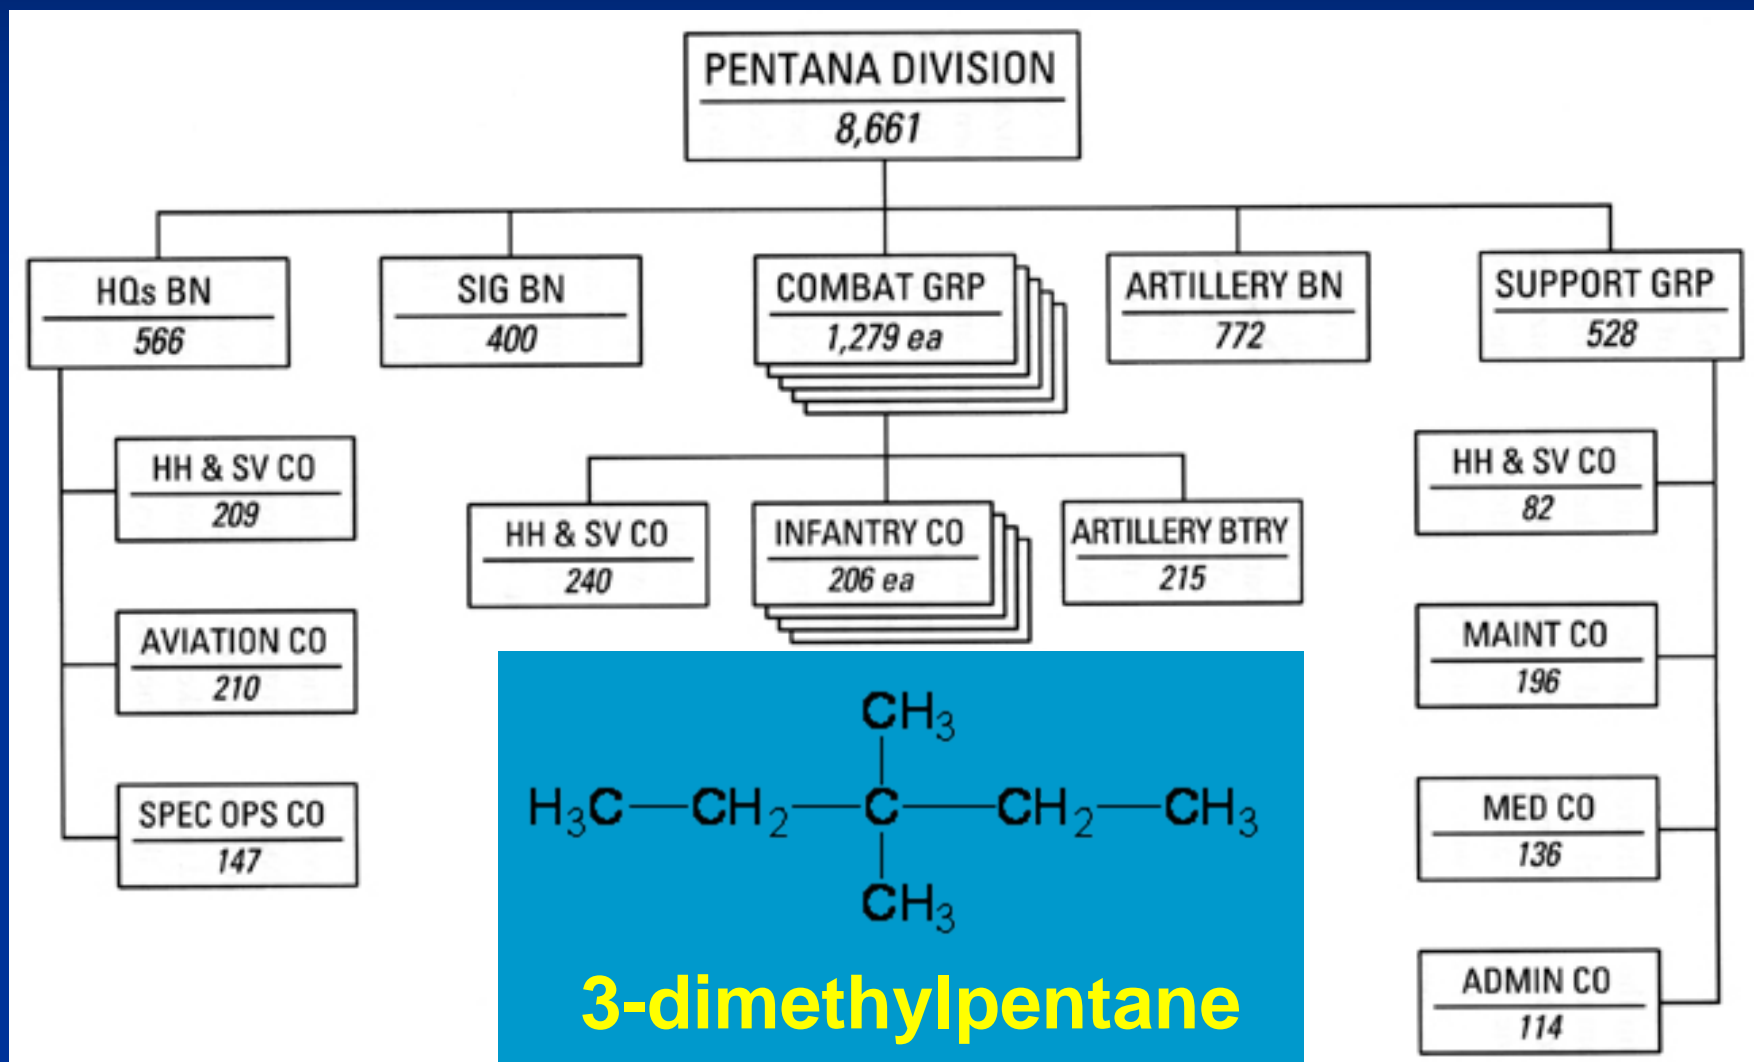 PENTANA DIVISION
8,661
HQs BN
566
SIG BN
400
COMBAT GRP
1,279 ea
ARTILLERY BN
772
SUPPORT GRP
528
HH & SV CO
209
AVIATION CO
210
SPEC OPS CO
147
HH & SV CO
240
INFANTRY CO
206 ea
ARTILLERY BTRY
215
HH & SV CO
82
MAINT CO
196
MED CO
136
ADMIN CO
114
CH3
H3C—CH2—C—CH2—CH3
CH3
3-dimethylpentane